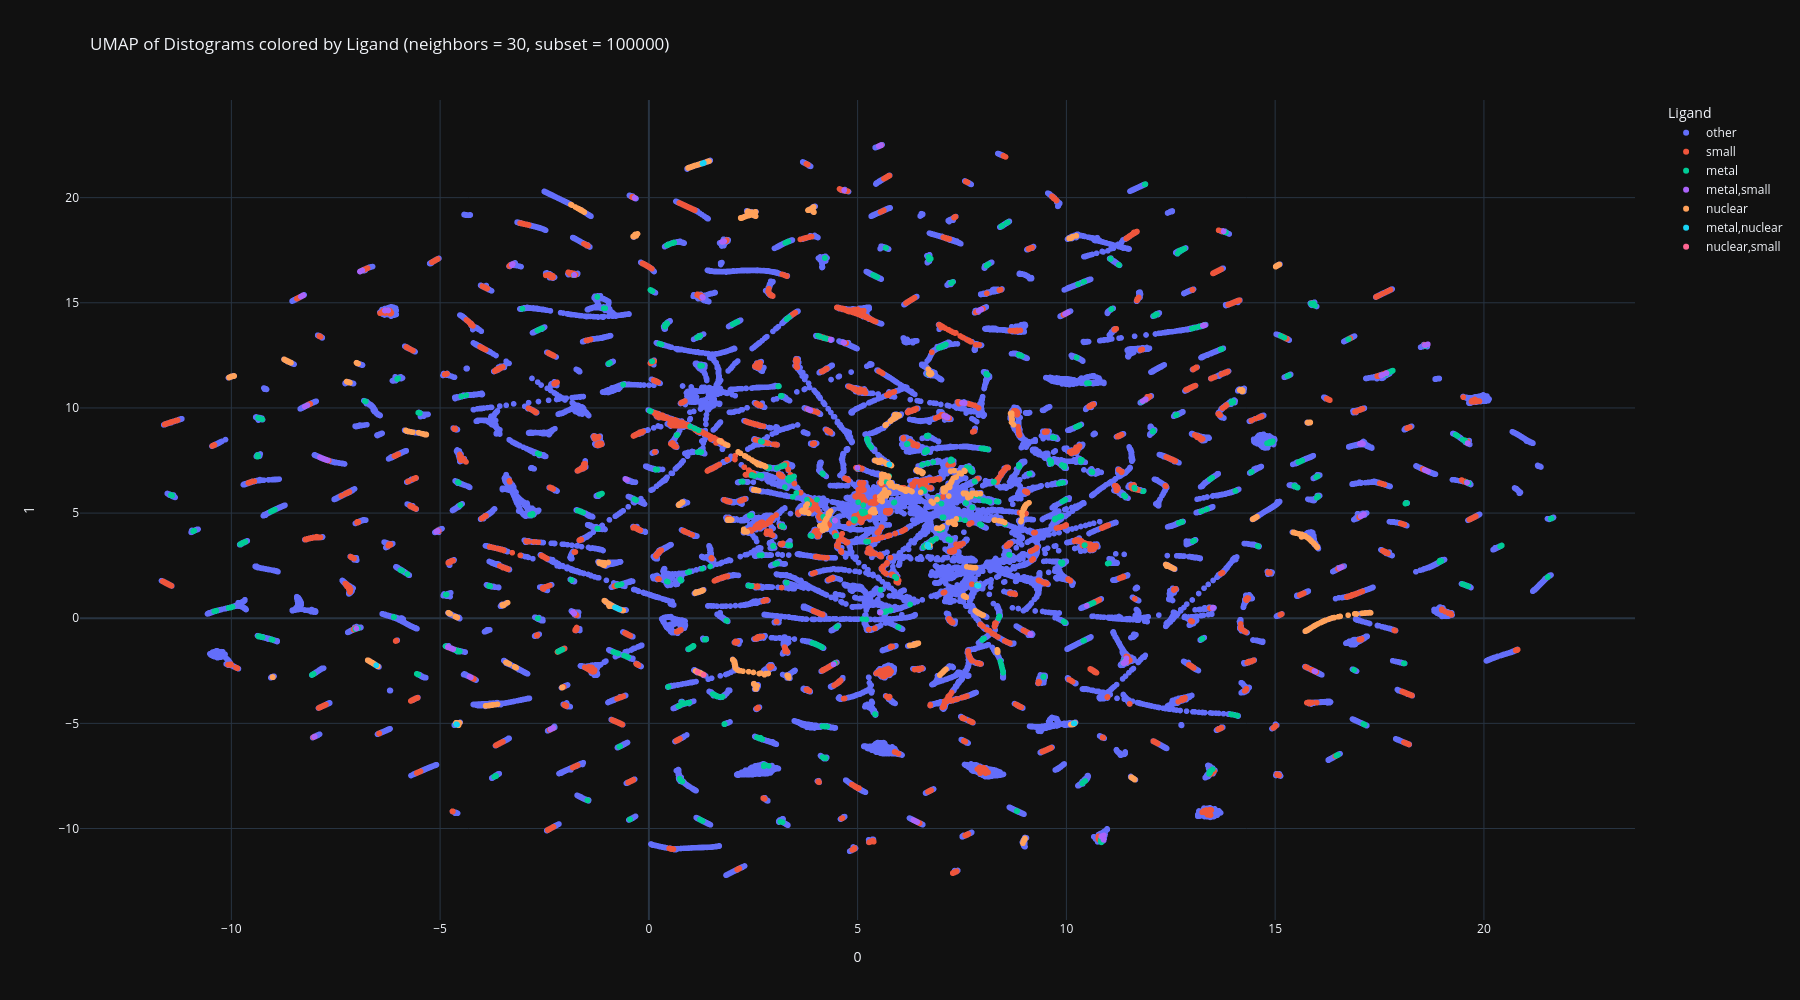 UMAP of Distograms colored by Ligand (neighbors = 30, subset = 100000)
Ligand
other
small
metal
metal,small
nuclear
metal,nuclear
nuclear,small
20
15
10
5
0
−5
−10
1
−10 −5 0 5 10 15 20
0